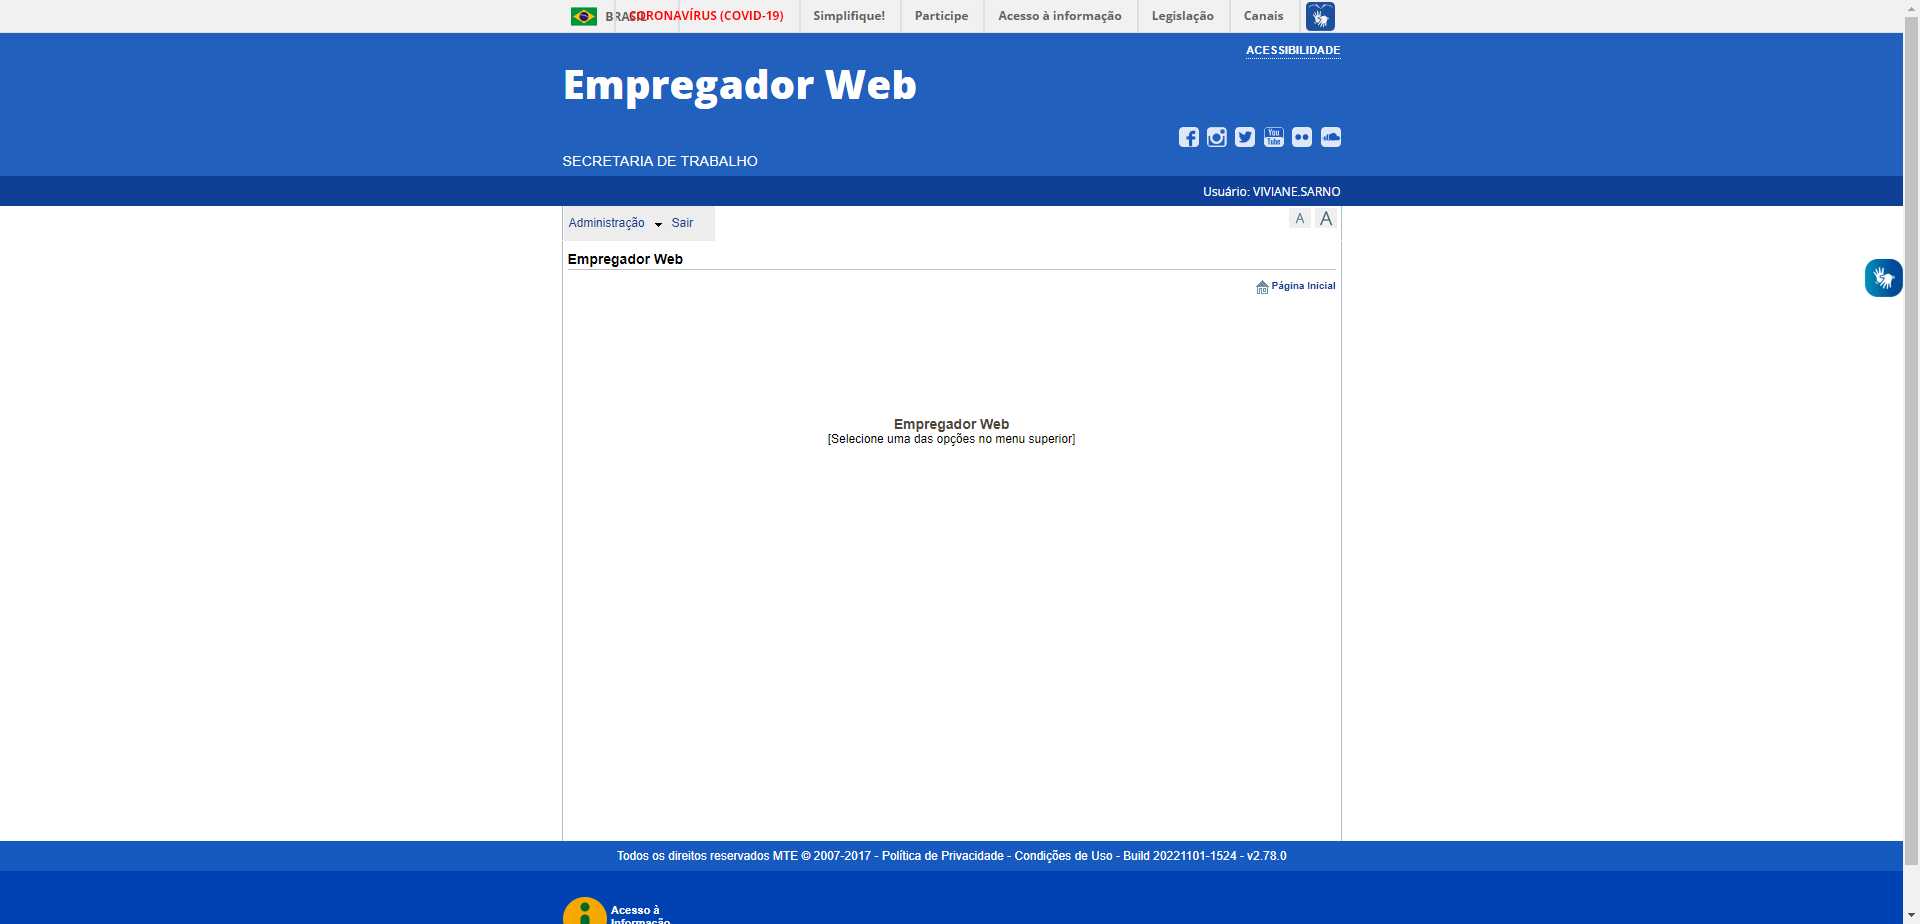 BRASIL
CORONAVÍRUS (COVID-19)
Simplifique!
Participe
Acesso à informação
Legislação
Canais
ACESSIBILIDADE
Empregador Web
You
Tube
SECRETARIA DE TRABALHO
Usuário: VIVIANE.SARNO
Administração
Sair
A
A
Empregador Web
Página Inicial
Empregador Web
[Selecione uma das opções no menu superior]
Todos os direitos reservados MTE © 2007-2017 - Política de Privacidade - Condições de Uso - Build 20221101-1524 - v2.78.0
Acesso à
Informação